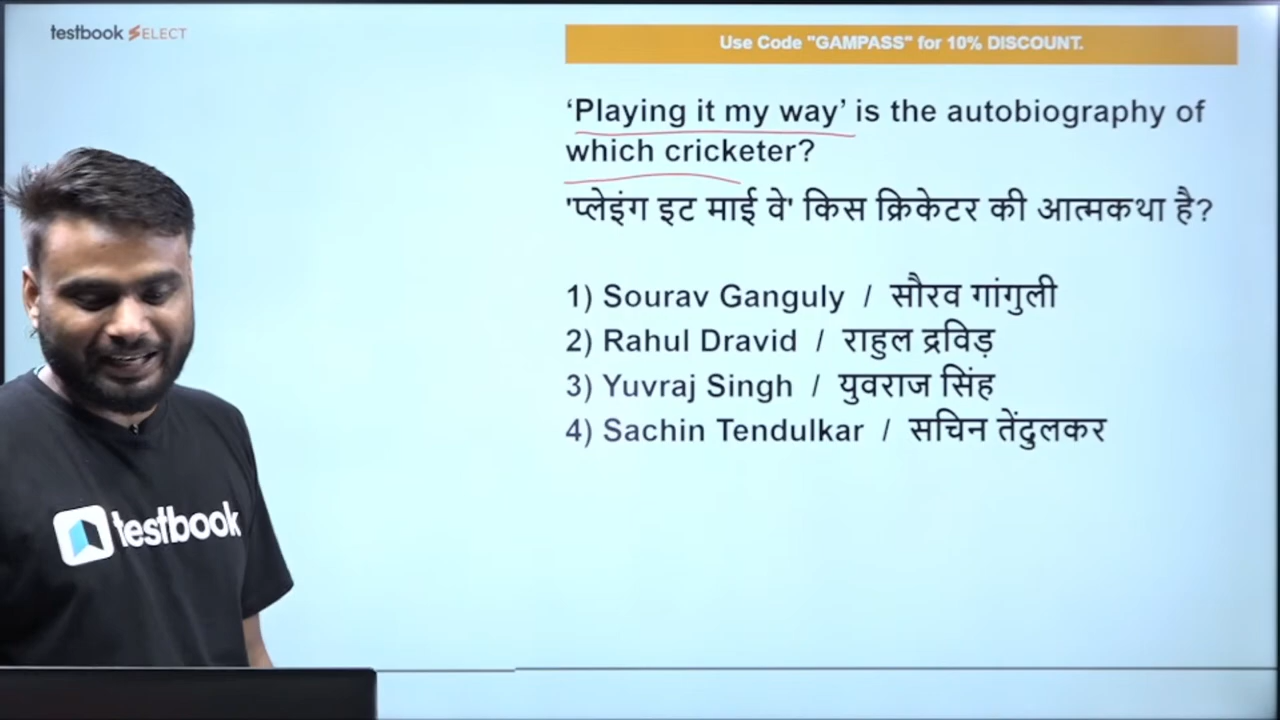 testbook SELECT
Use Code "GAMPASS" for 10% DISCOUNT.
‘Playing it my way’ is the autobiography of
which cricketer?
'प्लेइंग इट माई वे' किस क्रिकेटर की आत्मकथा है?
1) Sourav Ganguly / सौरव गांगुली
2) Rahul Dravid / राहुल द्रविड़
3) Yuvraj Singh / युवराज सिंह
4) Sachin Tendulkar / सचिन तेंदुलकर
testbook